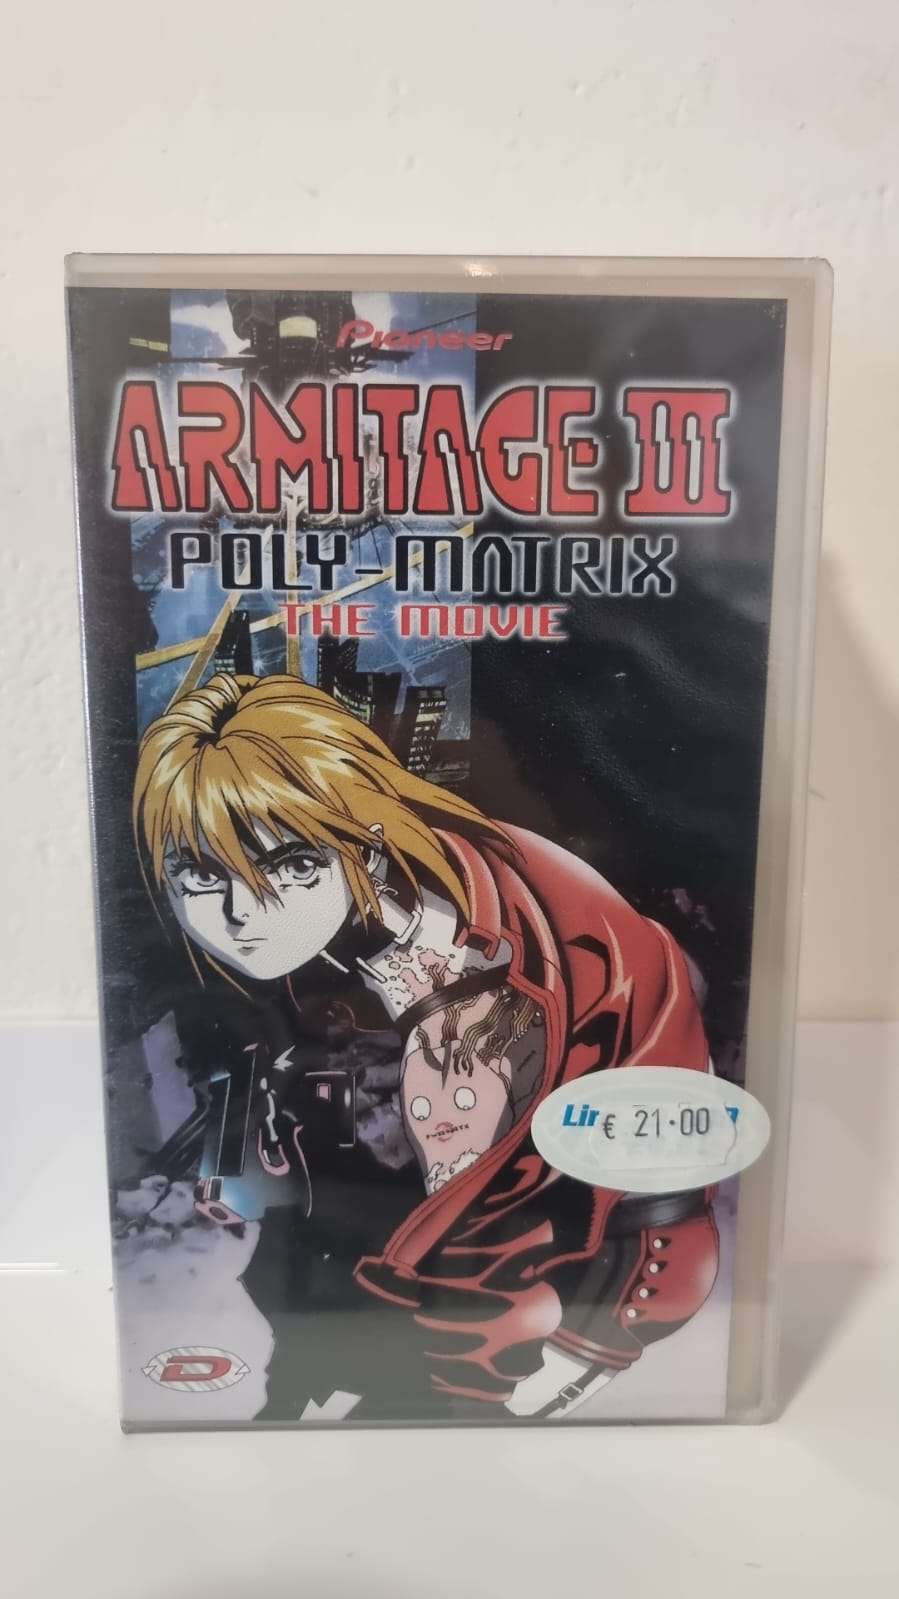 Pioneer
ARMITAGE III
POLY-MATRIX
THE MOVIE
€ 21.00
D